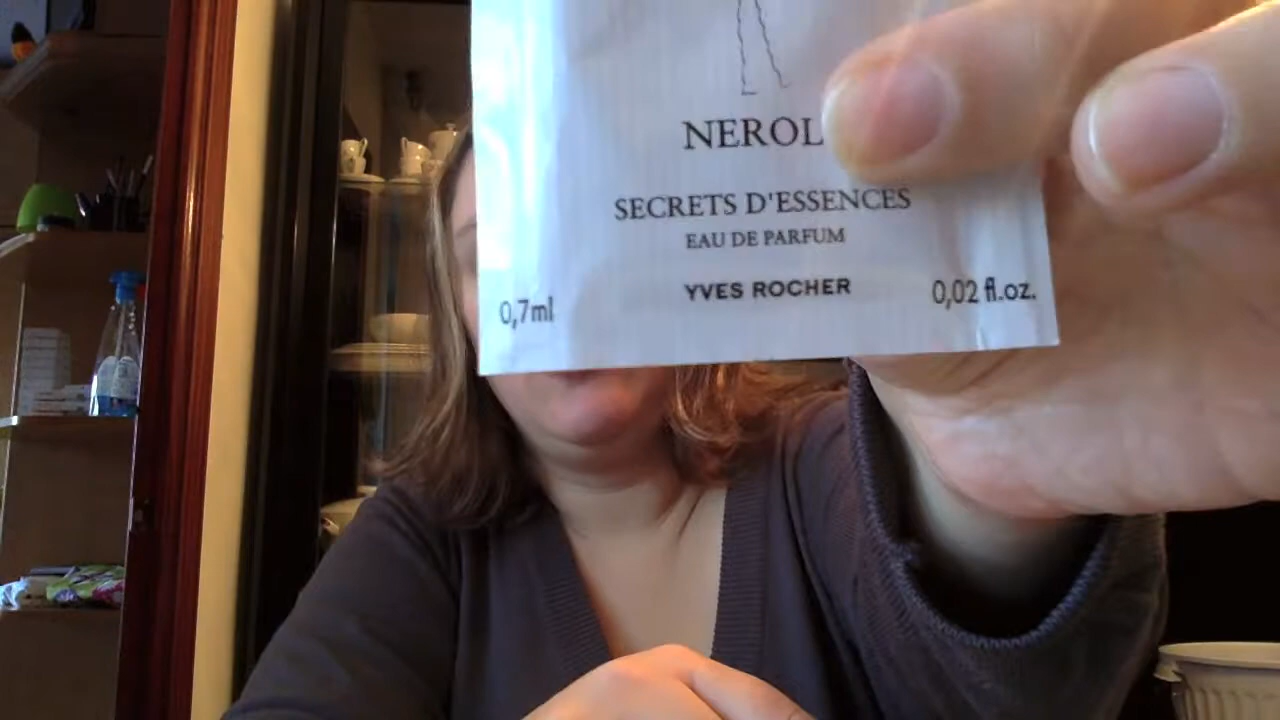 NEROL
SECRETS D'ESSENCES
EAU DE PARFUM
YVES ROCHER
0,7ml
0,02 fl.oz.